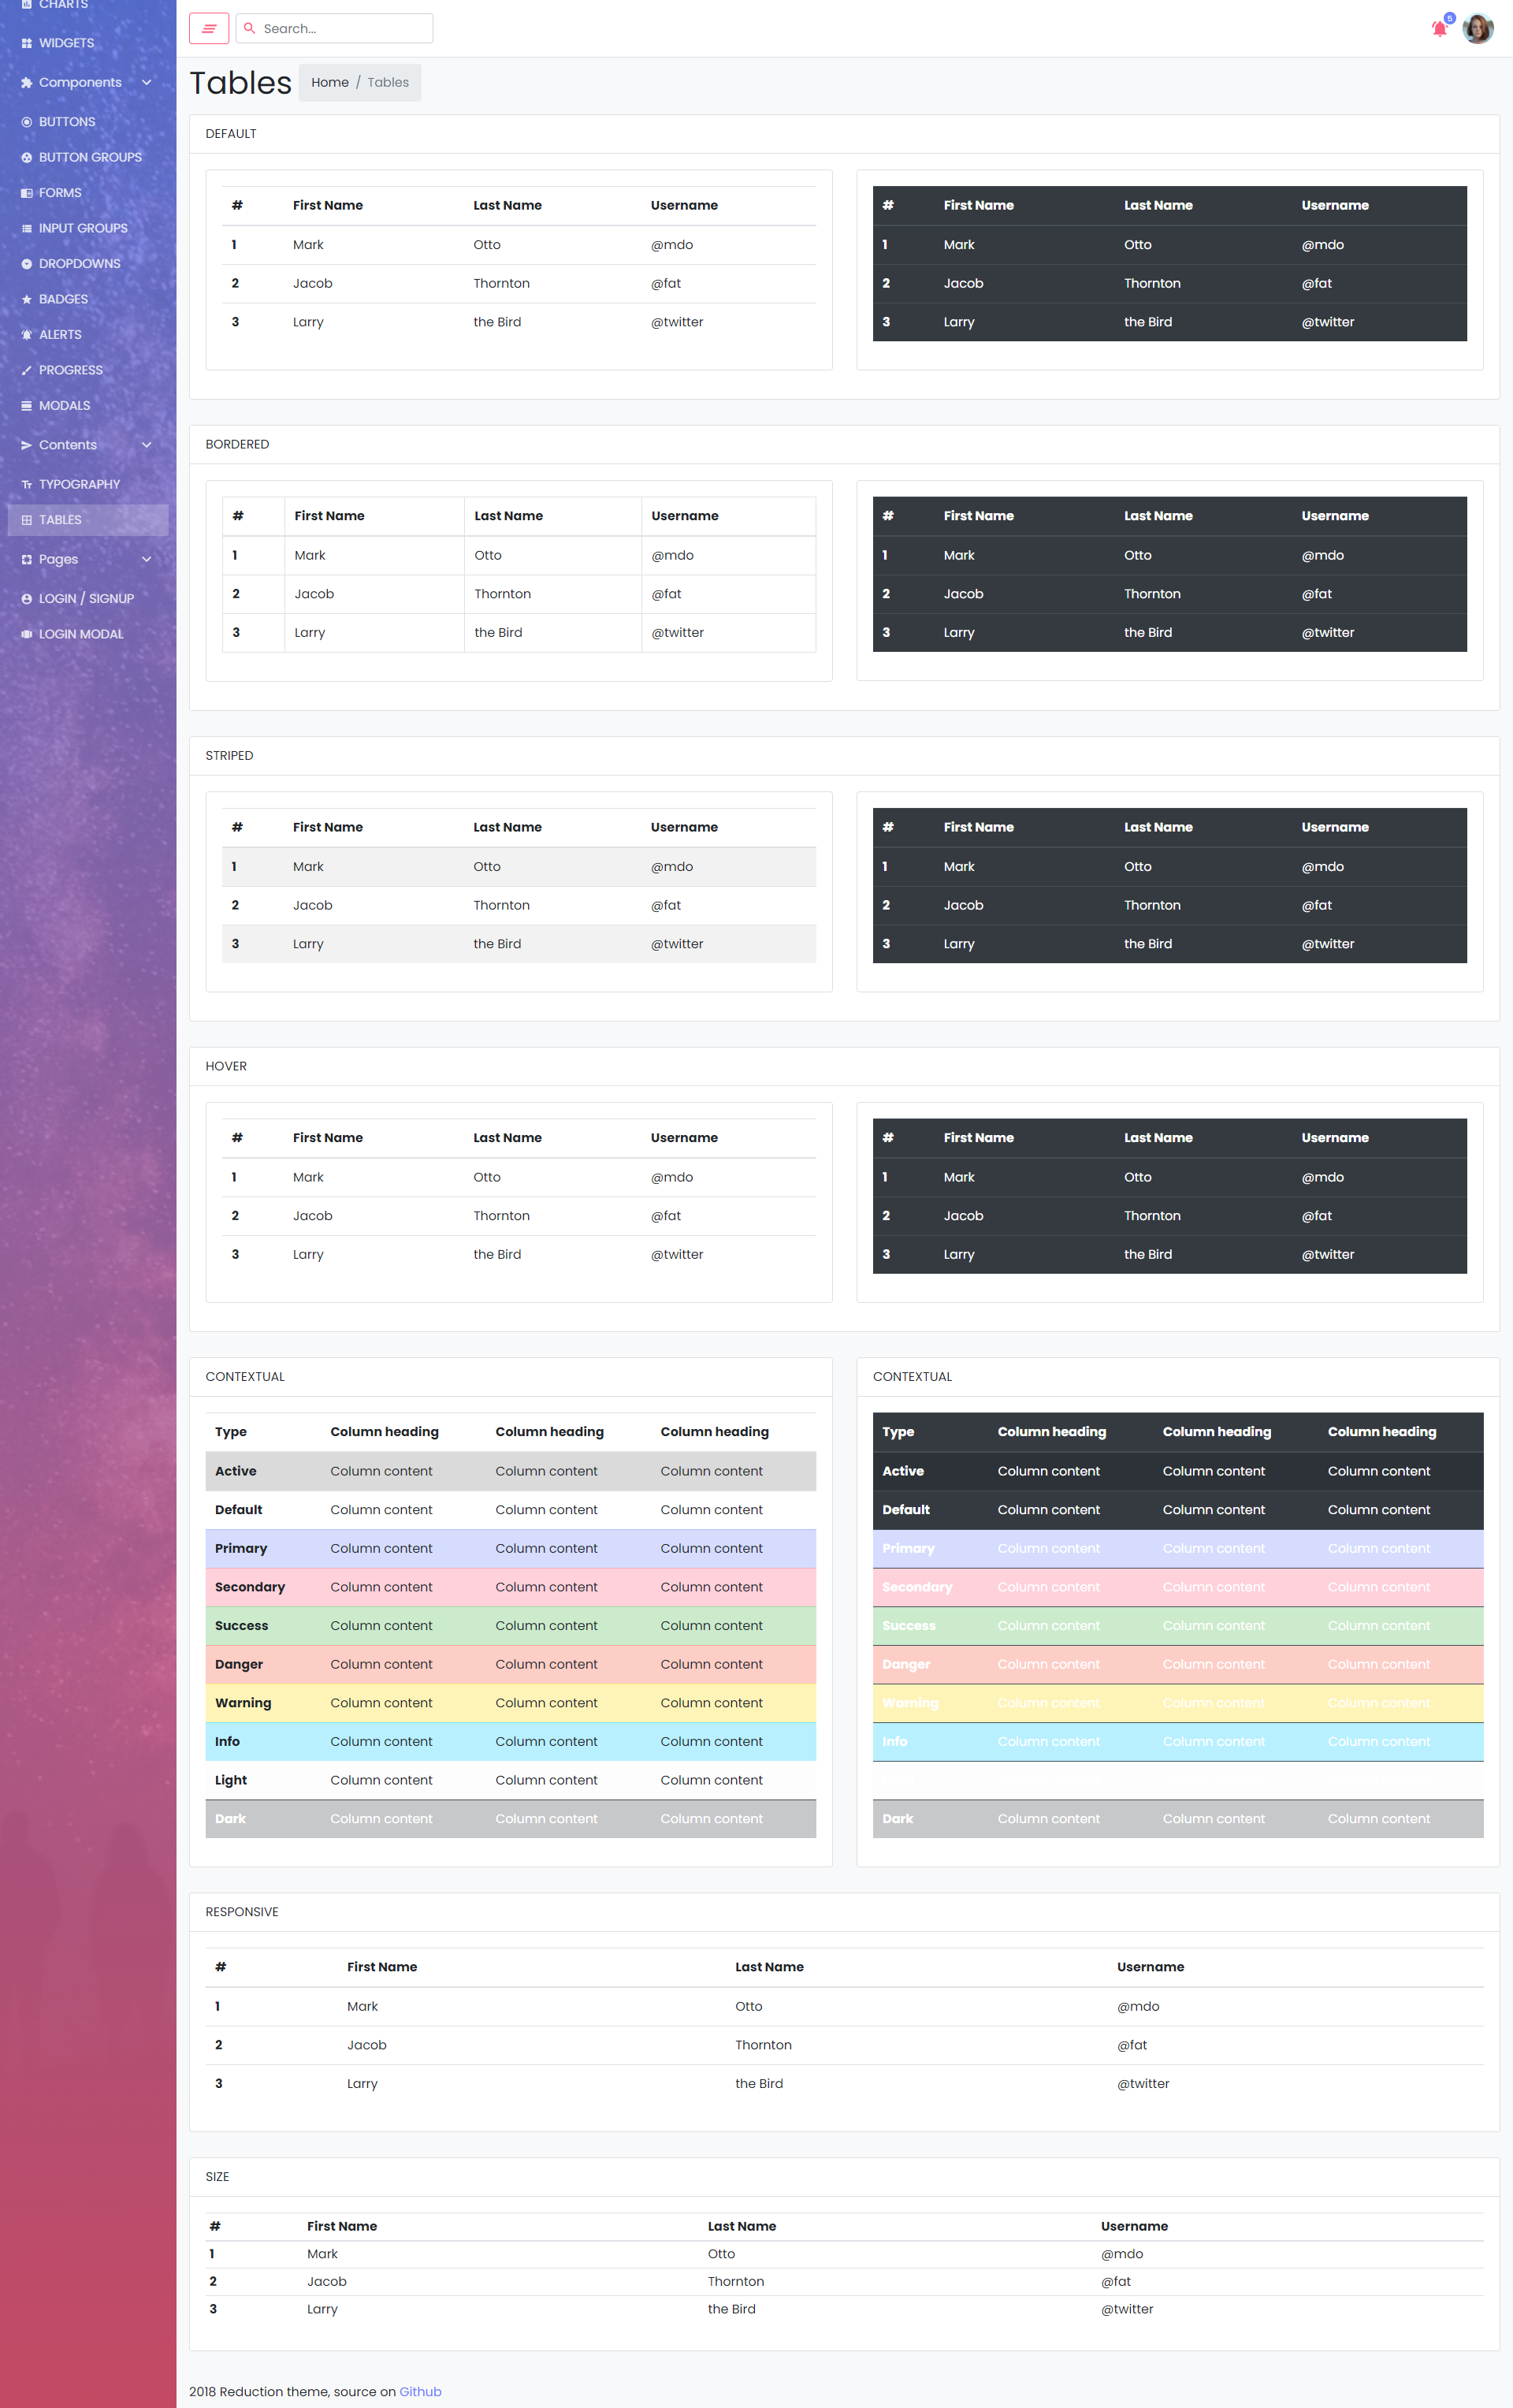 CHARTS
WIDGETS
Components
BUTTONS
BUTTON GROUPS
FORMS
INPUT GROUPS
DROPDOWNS
BADGES
ALERTS
PROGRESS
MODALS
Contents
TYPOGRAPHY
TABLES
Pages
LOGIN / SIGNUP
LOGIN MODAL
Search...
5
Tables Home / Tables
DEFAULT
# First Name Last Name Username
1 Mark Otto @mdo
2 Jacob Thornton @fat
3 Larry the Bird @twitter
# First Name Last Name Username
1 Mark Otto @mdo
2 Jacob Thornton @fat
3 Larry the Bird @twitter
BORDERED
# First Name Last Name Username
1 Mark Otto @mdo
2 Jacob Thornton @fat
3 Larry the Bird @twitter
# First Name Last Name Username
1 Mark Otto @mdo
2 Jacob Thornton @fat
3 Larry the Bird @twitter
STRIPED
# First Name Last Name Username
1 Mark Otto @mdo
2 Jacob Thornton @fat
3 Larry the Bird @twitter
# First Name Last Name Username
1 Mark Otto @mdo
2 Jacob Thornton @fat
3 Larry the Bird @twitter
HOVER
# First Name Last Name Username
1 Mark Otto @mdo
2 Jacob Thornton @fat
3 Larry the Bird @twitter
# First Name Last Name Username
1 Mark Otto @mdo
2 Jacob Thornton @fat
3 Larry the Bird @twitter
CONTEXTUAL
Type Column heading Column heading Column heading
Active Column content Column content Column content
Default Column content Column content Column content
Primary Column content Column content Column content
Secondary Column content Column content Column content
Success Column content Column content Column content
Danger Column content Column content Column content
Warning Column content Column content Column content
Info Column content Column content Column content
Light Column content Column content Column content
Dark Column content Column content Column content
CONTEXTUAL
Type Column heading Column heading Column heading
Active Column content Column content Column content
Default Column content Column content Column content
Primary Column content Column content Column content
Secondary Column content Column content Column content
Success Column content Column content Column content
Danger Column content Column content Column content
Warning Column content Column content Column content
Info Column content Column content Column content
Dark Column content Column content Column content
RESPONSIVE
# First Name Last Name Username
1 Mark Otto @mdo
2 Jacob Thornton @fat
3 Larry the Bird @twitter
SIZE
# First Name Last Name Username
1 Mark Otto @mdo
2 Jacob Thornton @fat
3 Larry the Bird @twitter
2018 Reduction theme, source on Github